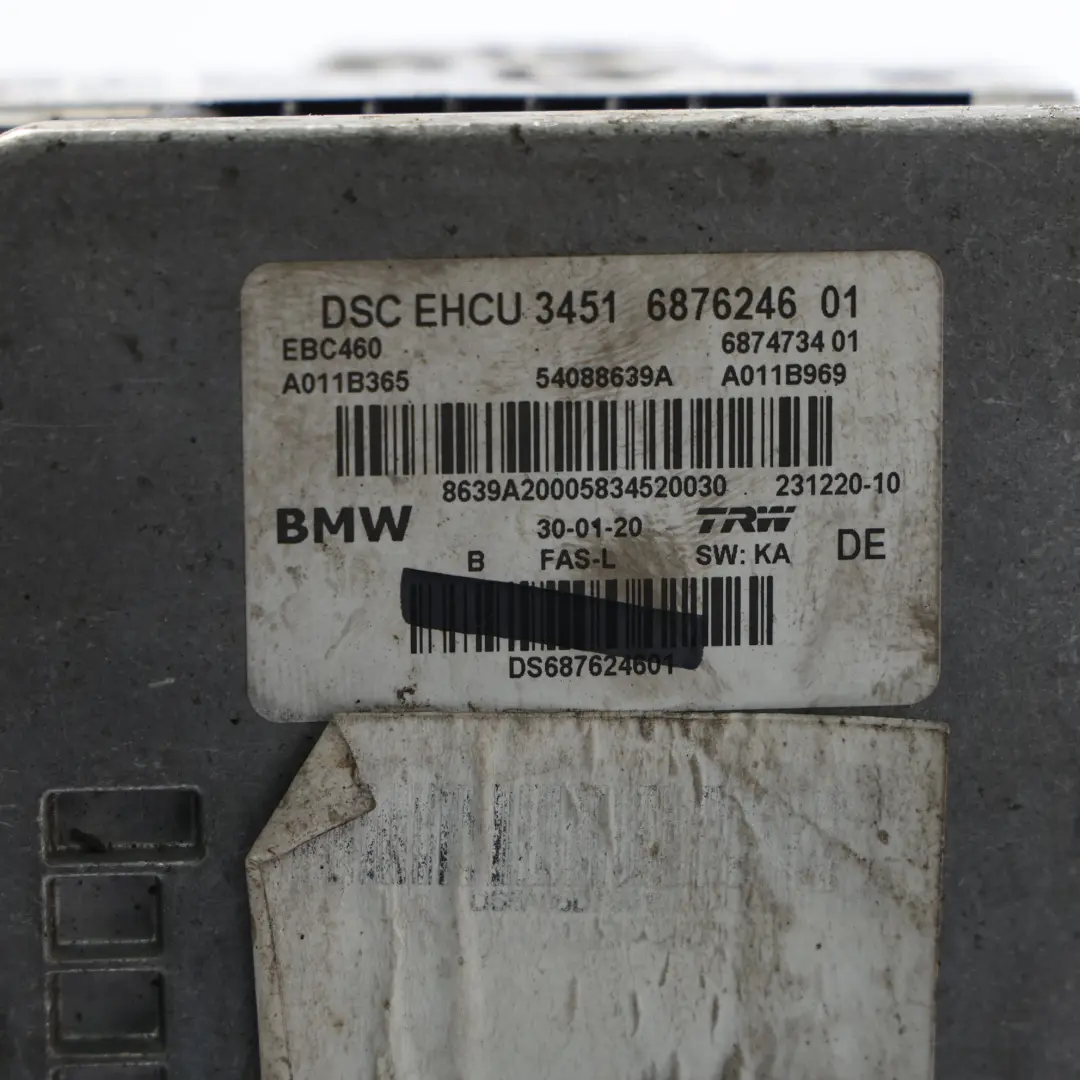 DSC EHCU 3451 6876246 01
EBC460 6874734 01
A011B365 54088639A A011B969
8639A20005834520030 231220-10
BMW 30-01-20 TRW DE
B FAS-L SW: KA
DS687624601